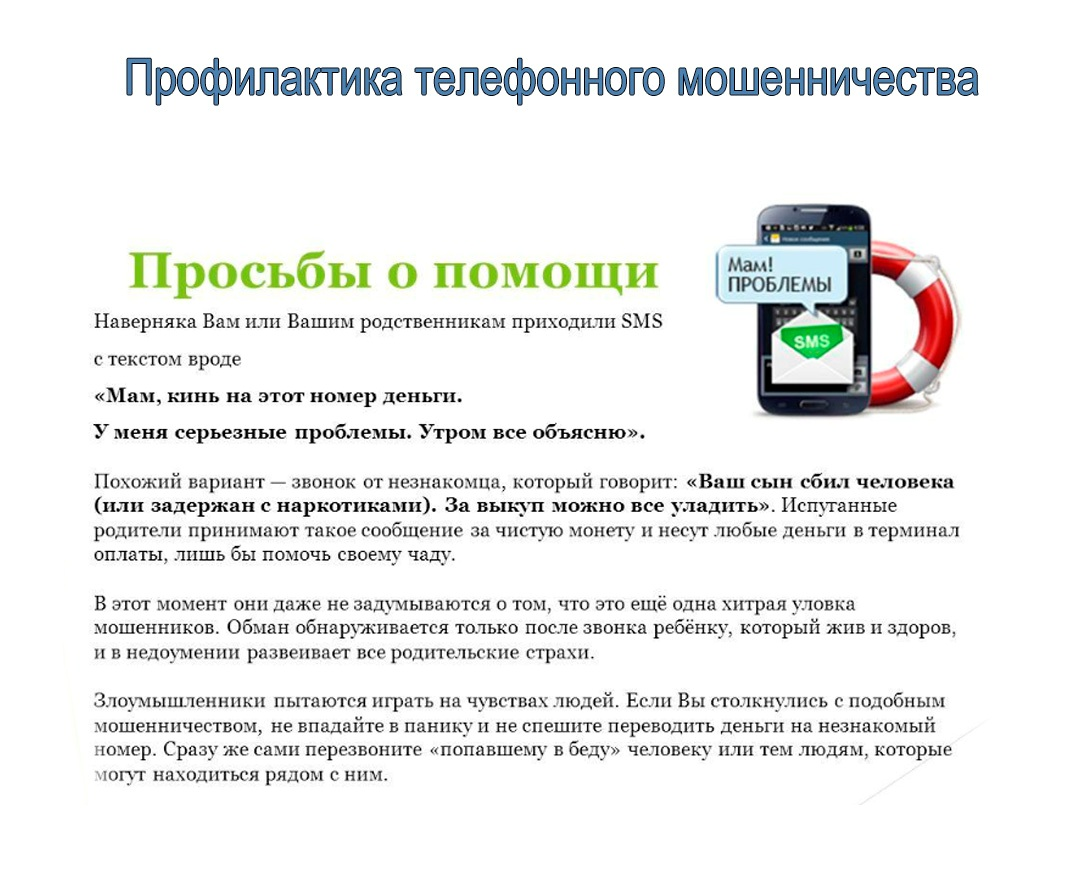 Профилактика телефонного мошенничества
Просьбы о помощи
Мам!
ПРОБЛЕМЫ
SMS
Наверняка Вам или Вашим родственникам приходили SMS
с текстом вроде
«Мам, кинь на этот номер деньги.
У меня серьезные проблемы. Утром все объясню».
Похожий вариант — звонок от незнакомца, который говорит: «Ваш сын сбил человека
(или задержан с наркотиками). За выкуп можно все уладить». Испуганные
родители принимают такое сообщение за чистую монету и несут любые деньги в терминал
оплаты, лишь бы помочь своему чаду.
В этот момент они даже не задумываются о том, что это ещё одна хитрая уловка
мошенников. Обман обнаруживается только после звонка ребёнку, который жив и здоров,
и в недоумении развеивает все родительские страхи.
Злоумышленники пытаются играть на чувствах людей. Если Вы столкнулись с подобным
мошенничеством, не впадайте в панику и не спешите переводить деньги на незнакомый
номер. Сразу же сами перезвоните «попавшему в беду» человеку или тем людям, которые
могут находиться рядом с ним.